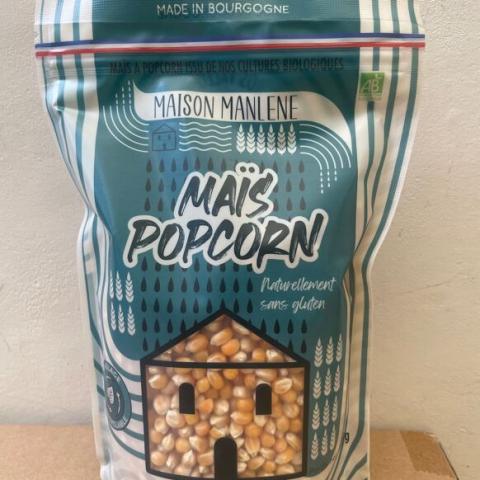 MADE IN BOURGOGNE
MAÏS A POPCORN ISSU DE NOS CULTURES BIOLOGIQUES
AB
MAISON MANLENE
MAÏS
POPCORN
Naturellement
sans gluten
g